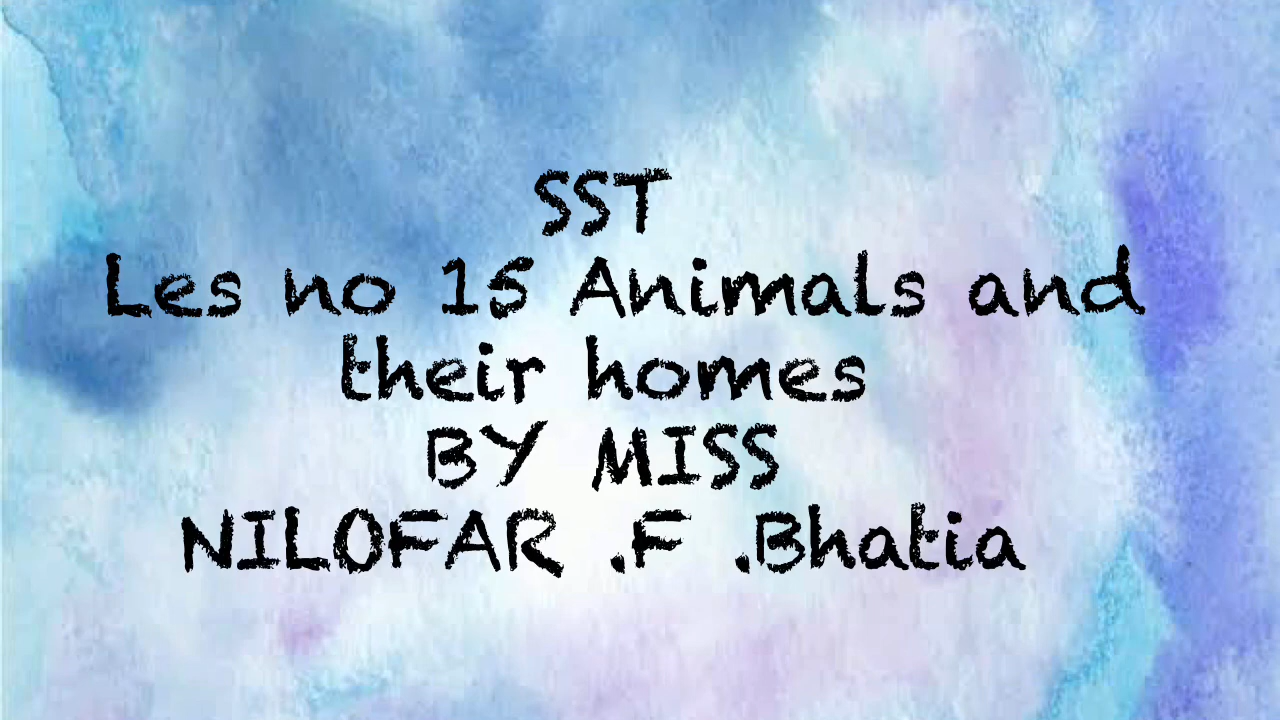 SST
Les no 15 Animals and
their homes
BY MISS
NILOFAR .F .Bhatia